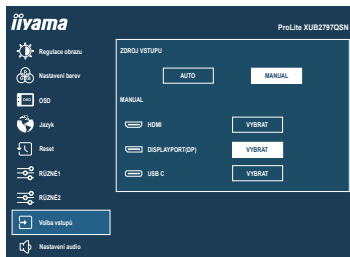 iiyama
ProLite XUB2797QSN
Regulace obrazu
Nastavení barev
OSD
OSD
Jazyk
Reset
RŮZNÉ1
RŮZNÉ2
Volba vstupů
Nastavení audio
ZDROJ VSTUPU
AUTO
MANUAL
MANUAL
HDMI
VYBRAT
DISPLAYPORT(DP)
VYBRAT
USB C
VYBRAT